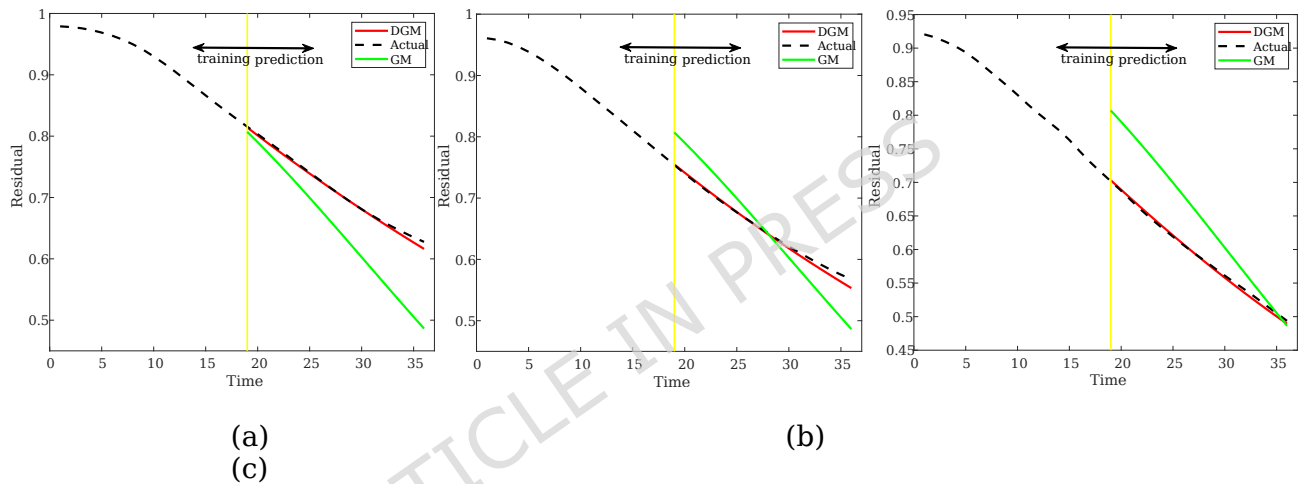 1
0.9
0.8
0.7
0.6
0.5
0 5 10 15 20 25 30 35
Residual
Time
training prediction
DGM
Actual
GM
1
0.9
0.8
0.7
0.6
0.5
0 5 10 15 20 25 30 35
Residual
Time
training prediction
DGM
Actual
GM
0.95
0.9
0.85
0.8
0.75
0.7
0.65
0.6
0.55
0.5
0.45
0 5 10 15 20 25 30 35
Residual
Time
training prediction
DGM
Actual
GM
(a) (b)
(c)
TICLE IN PRESS